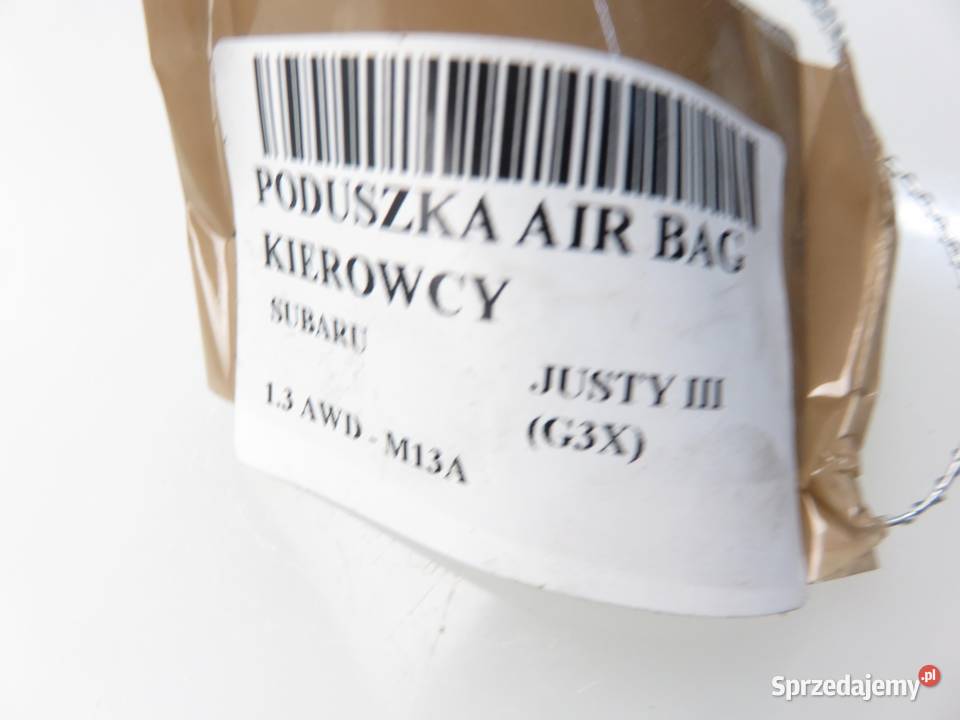 PODUSZKA AIR BAG
KIEROWCY
SUBARU
JUSTY III
(G3X)
1.3 AWD - M13A
Sprzedajemy.pl